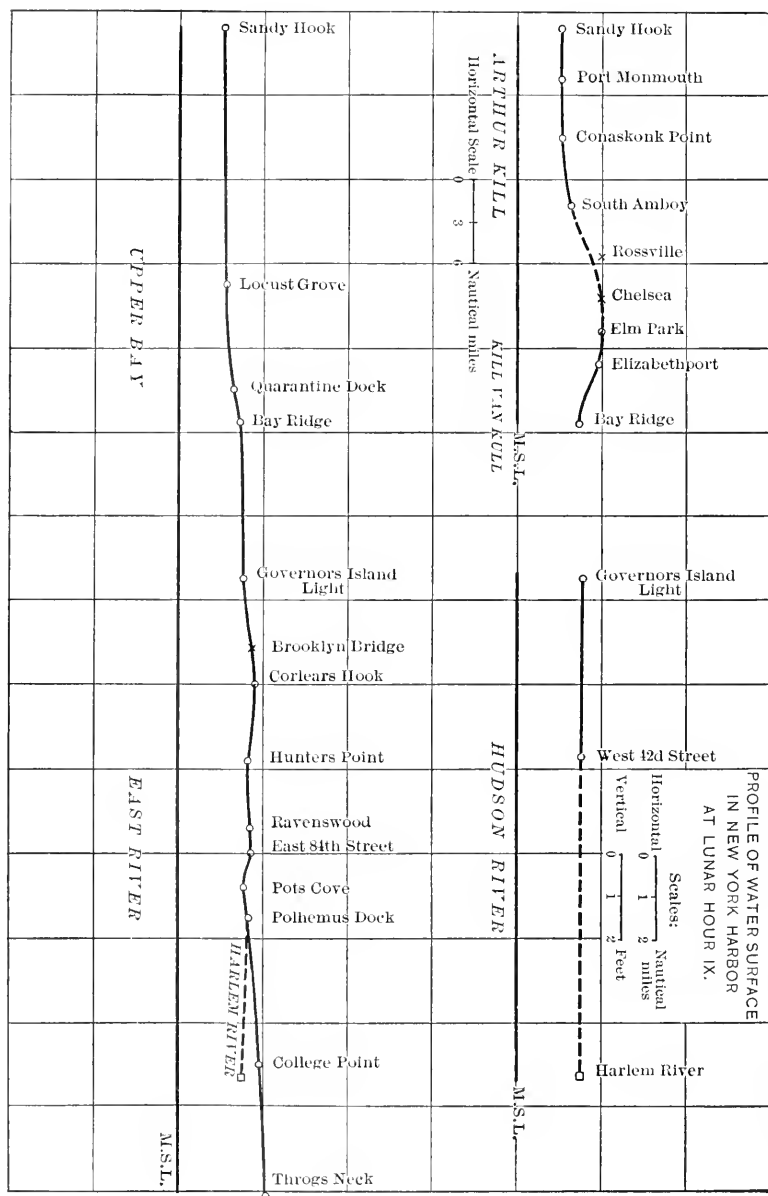 PROFILE OF WATER SURFACE
IN NEW YORK HARBOR
AT LUNAR HOUR IX.
Scales:
Horizontal 0 1 2 Nautical miles
Vertical 0 1 2 Feet
Sandy Hook
Locust Grove
Quarantine Dock
Bay Ridge
Governors Island
Light
Brooklyn Bridge
Corlears Hook
Hunters Point
Ravenswood
East 84th Street
Pots Cove
Polhemus Dock
College Point
Throgs Neck
UPPER BAY
EAST RIVER
HARLEM RIVER
M.S.L.
M.S.L.
Sandy Hook
Port Monmouth
Conaskonk Point
South Amboy
Rossville
Chelsea
Elm Park
Elizabethport
Bay Ridge
ARTHUR KILL
Horizontal Scale 0 3 6 Nautical miles
KILL VAN KULL
M.S.L.
Governors Island
Light
West 42d Street
Harlem River
HUDSON RIVER
M.S.L.